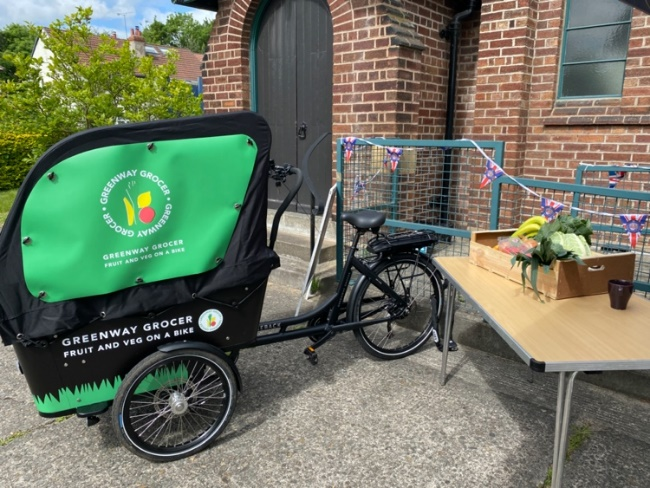 GREENWAY GROCER • GREENWAY GROCER •
GREENWAY GROCER
FRUIT AND VEG ON A BIKE
GREENWAY GROCER
FRUIT AND VEG ON A BIKE